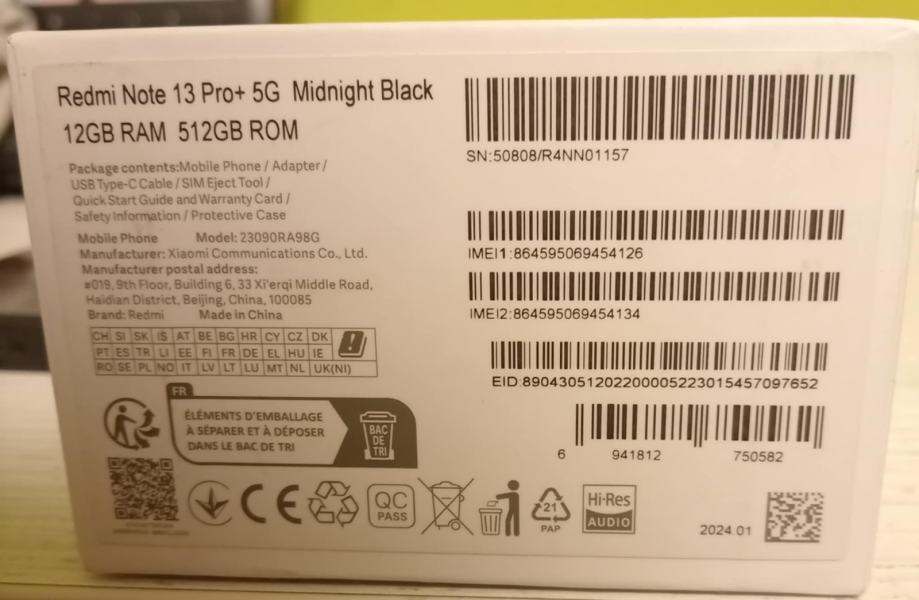 Redmi Note 13 Pro+ 5G Midnight Black
12GB RAM 512GB ROM
Package contents:Mobile Phone / Adapter /
USB Type-C Cable / SIM Eject Tool /
Quick Start Guide and Warranty Card /
Safety Information / Protective Case
Mobile Phone Model: 23090RA98G
Manufacturer: Xiaomi Communications Co., Ltd.
Manufacturer postal address:
#019, 9th Floor, Building 6, 33 Xi'erqi Middle Road,
Haidian District, Beijing, China, 100085
Brand: Redmi Made in China
CH SI SK IS AT BE BG HR CY CZ DK
PT ES TR LI EE FI FR DE EL HU IE
RO SE PL NO IT LV LT LU MT NL UK(NI)
FR
ÉLÉMENTS D'EMBALLAGE
À SÉPARER ET À DÉPOSER
DANS LE BAC DE TRI
BAC
DE
TRI
SN:50808/R4NN01157
IMEI1:864595069454126
IMEI2:864595069454134
EID:89043051202200005223015457097652
6 941812 750582
CE
QC
PASS
21
PAP
Hi-Res
AUDIO
2024.01